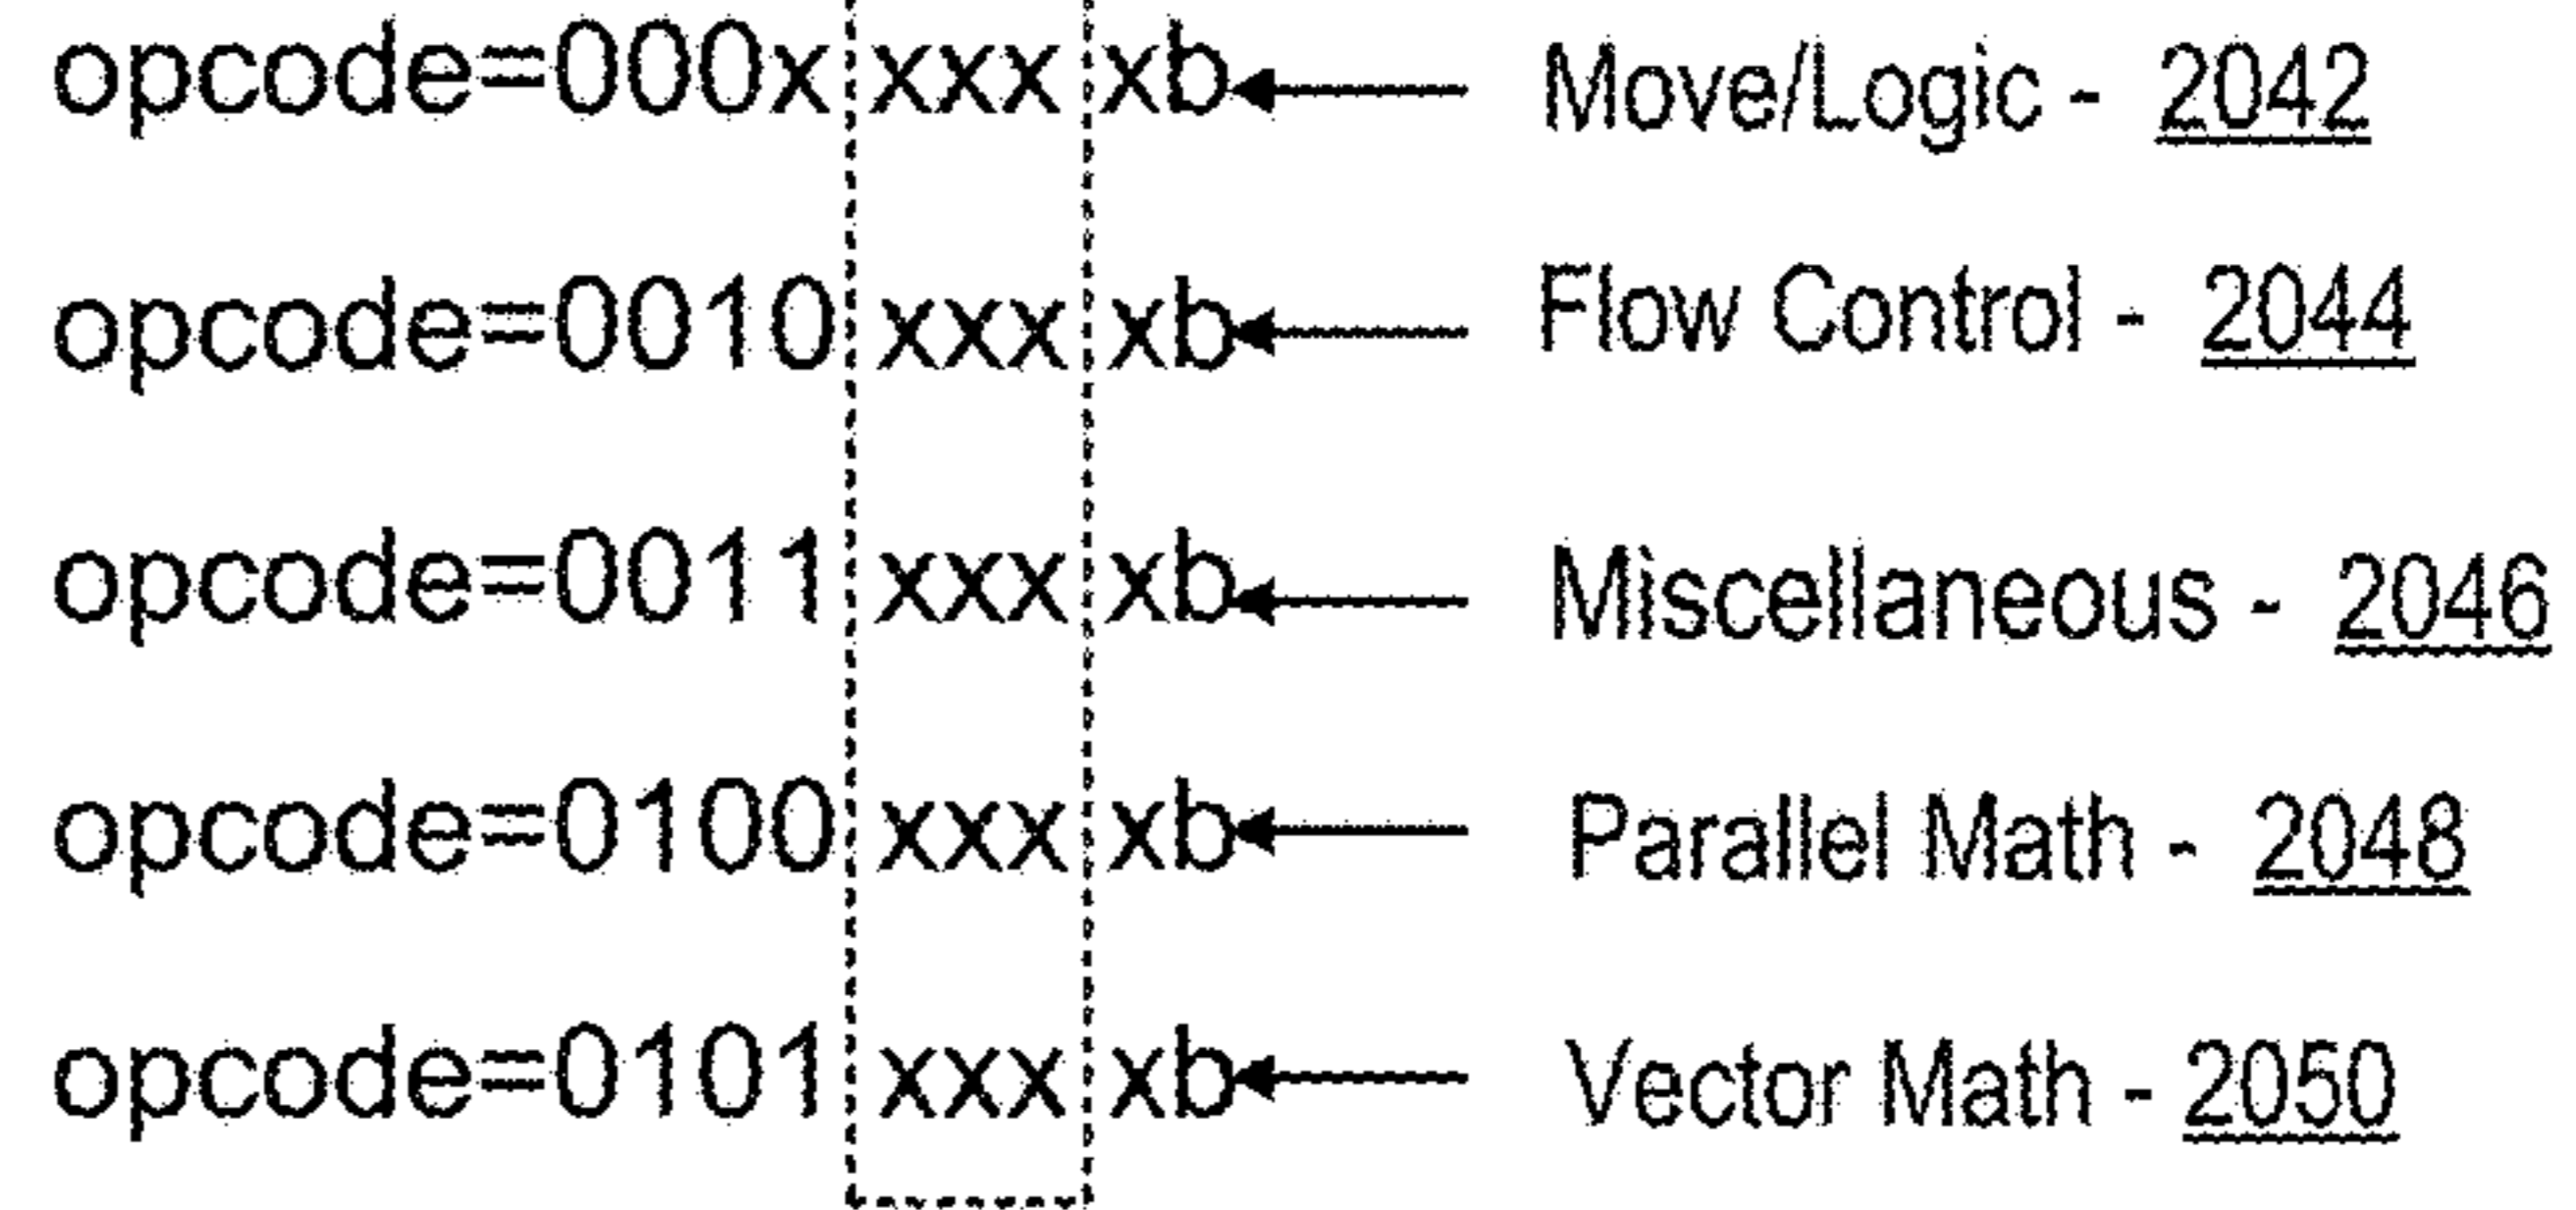 opcode=000x xxx xb Move/Logic - 2042
opcode=0010 xxx xb Flow Control - 2044
opcode=0011 xxx xb Miscellaneous - 2046
opcode=0100 xxx xb Parallel Math - 2048
opcode=0101 xxx xb Vector Math - 2050